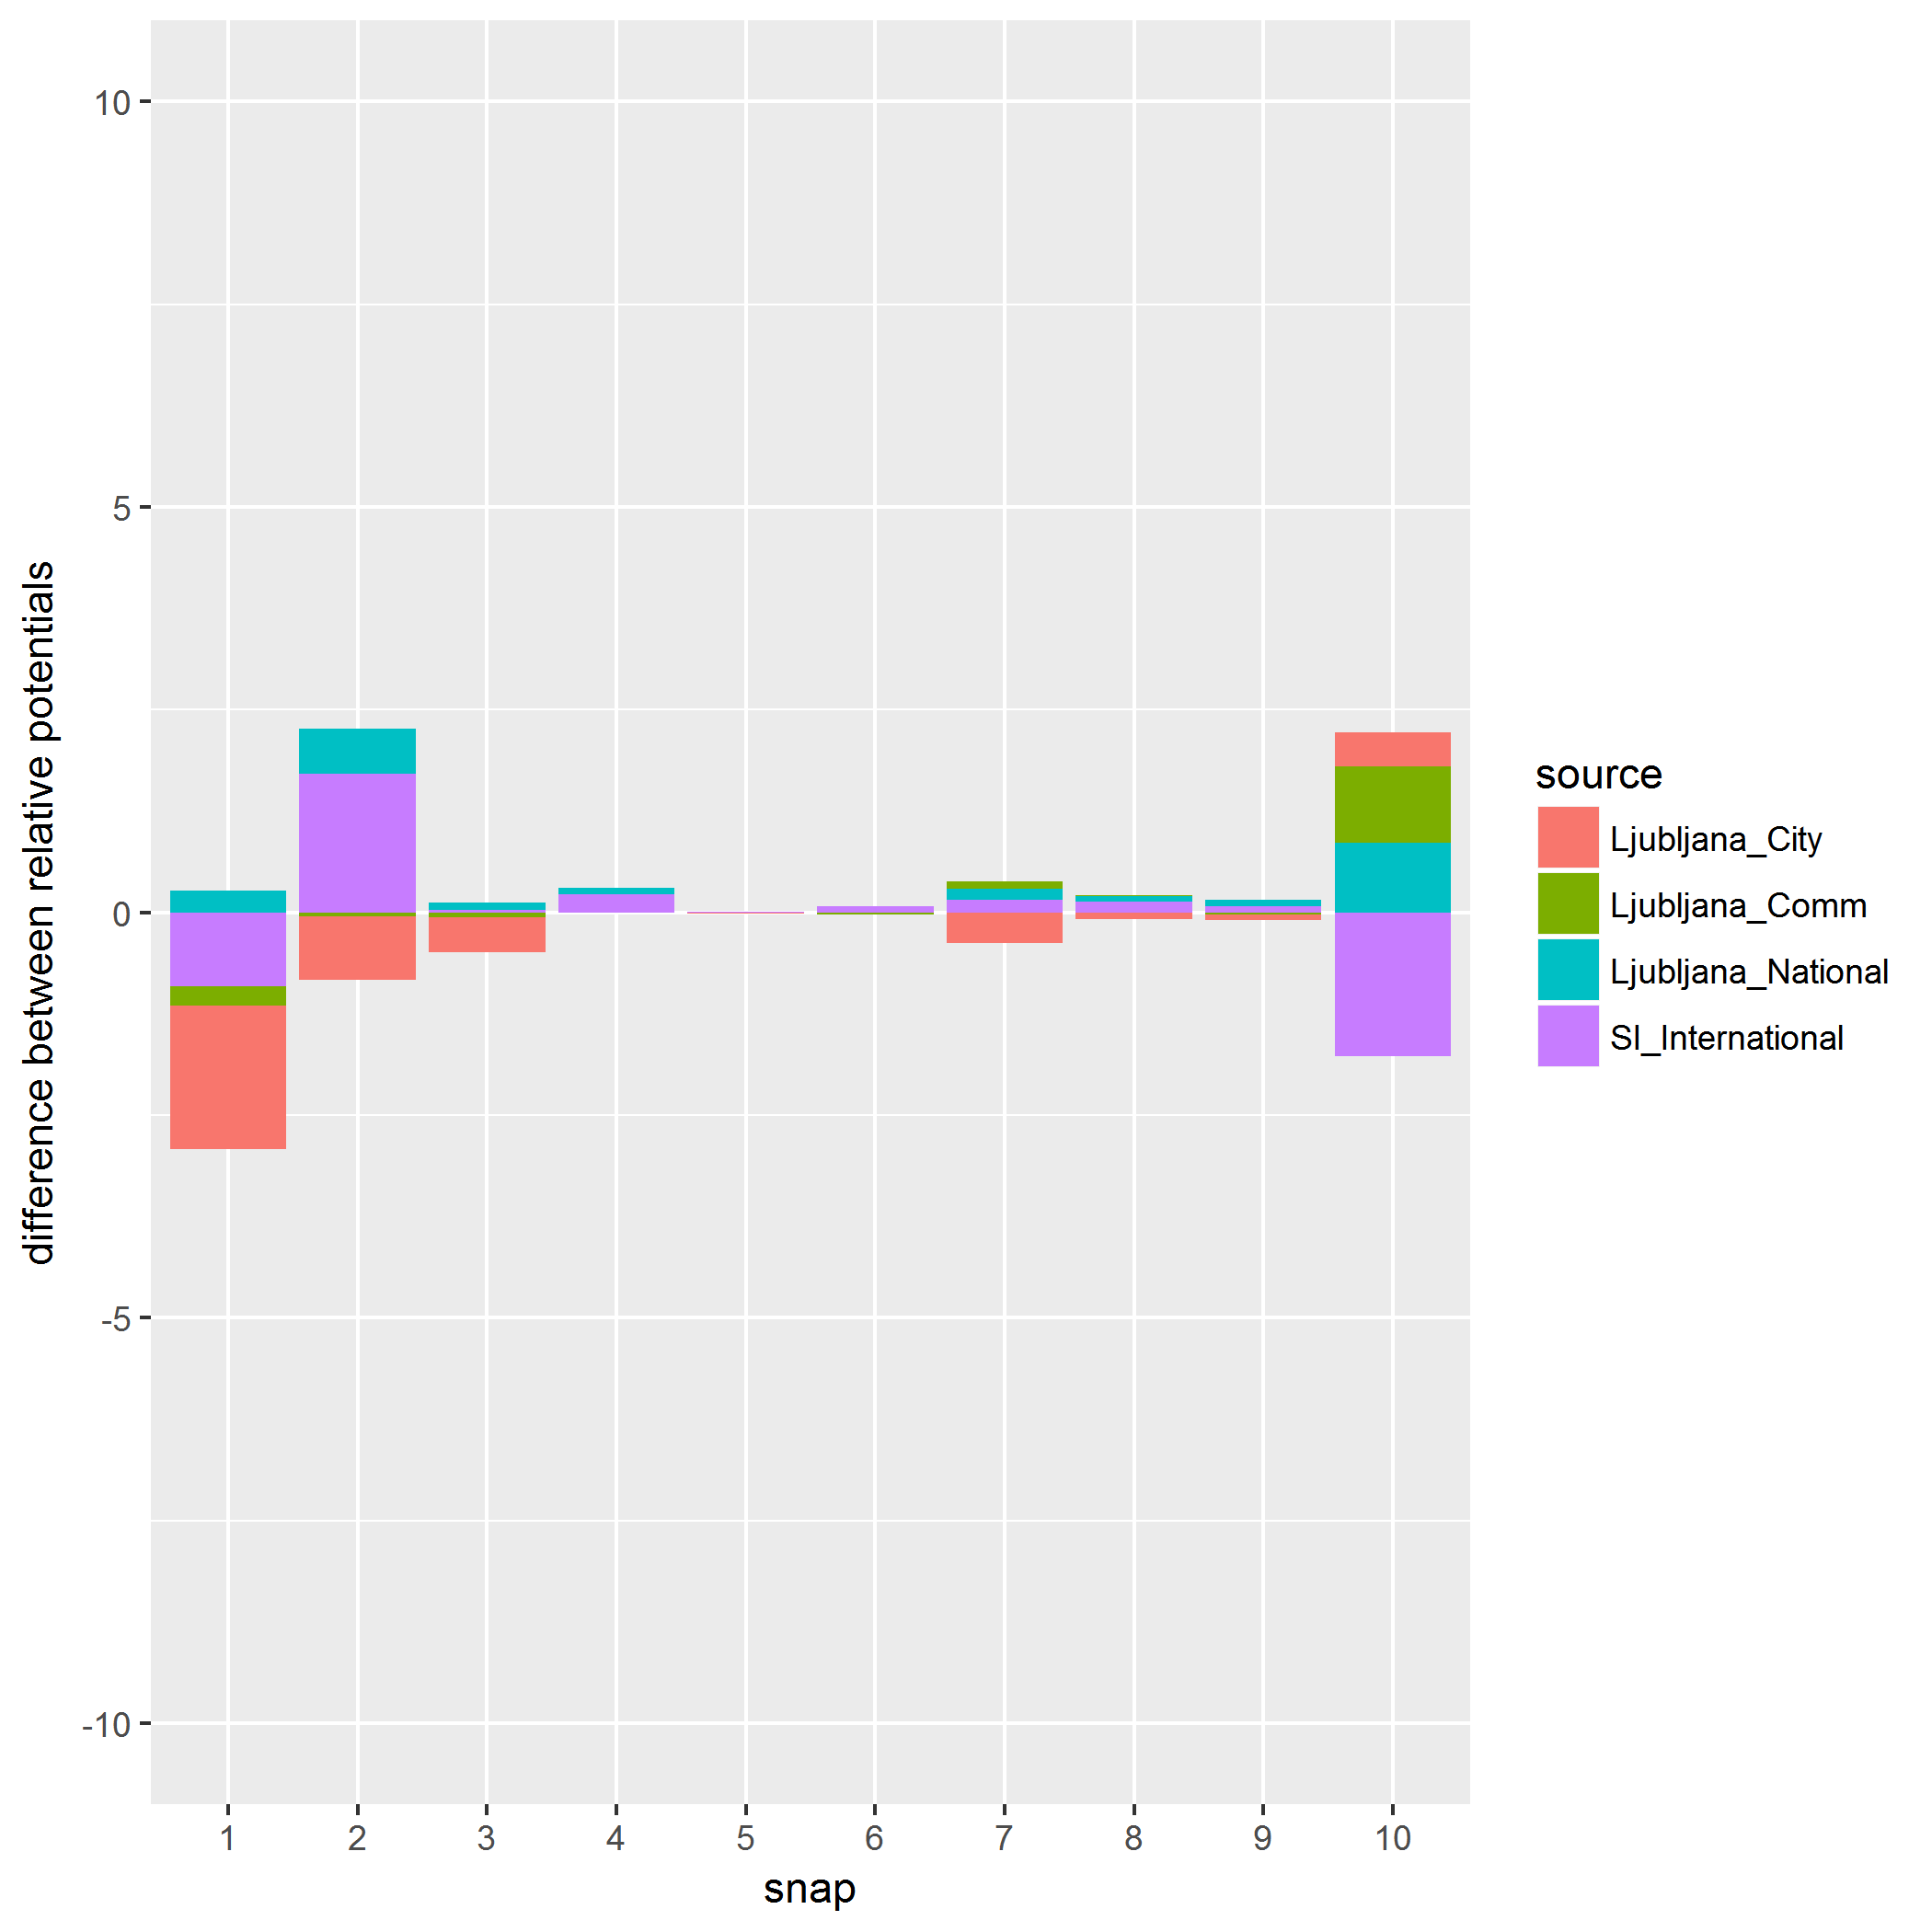 difference between relative potentials
10
5
0
-5
-10
1 2 3 4 5 6 7 8 9 10
snap
source
Ljubljana_City
Ljubljana_Comm
Ljubljana_National
SI_International